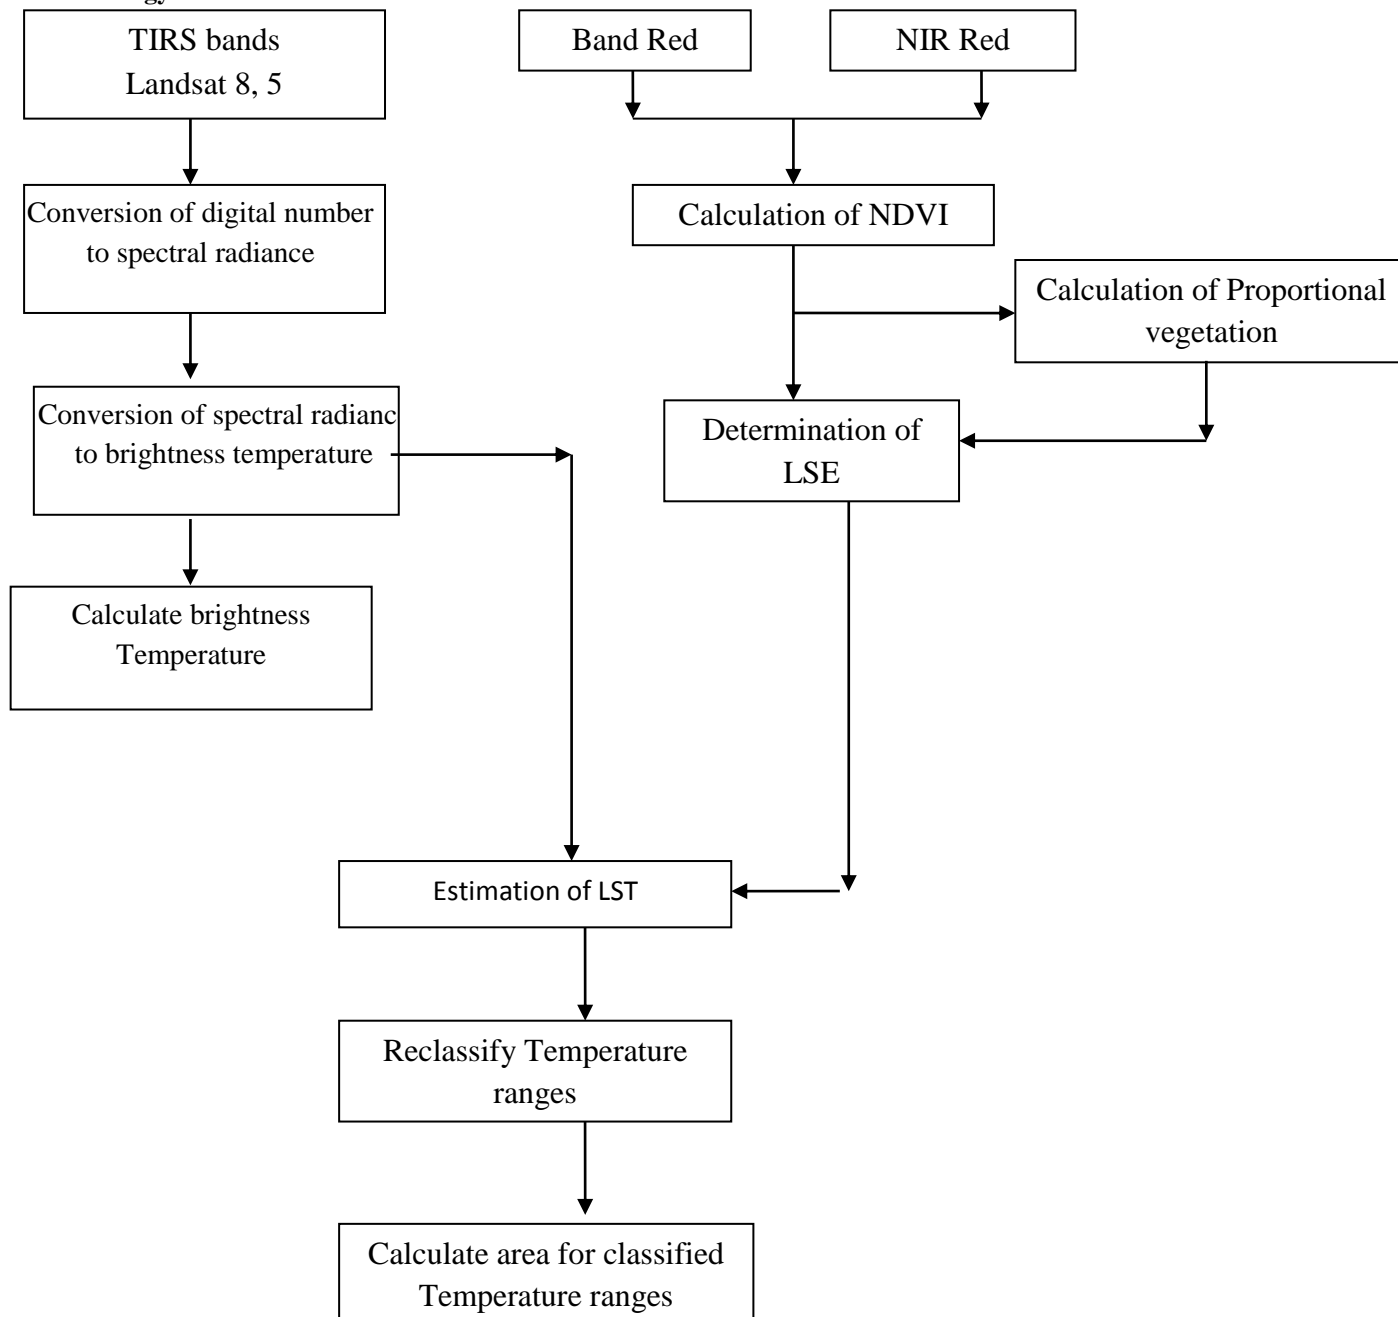 gy
TIRS bands
Landsat 8, 5
Band Red
NIR Red
Conversion of digital number
to spectral radiance
Calculation of NDVI
Calculation of Proportional
vegetation
Conversion of spectral radianc
to brightness temperature
Determination of
LSE
Calculate brightness
Temperature
Estimation of LST
Reclassify Temperature
ranges
Calculate area for classified
Temperature ranges